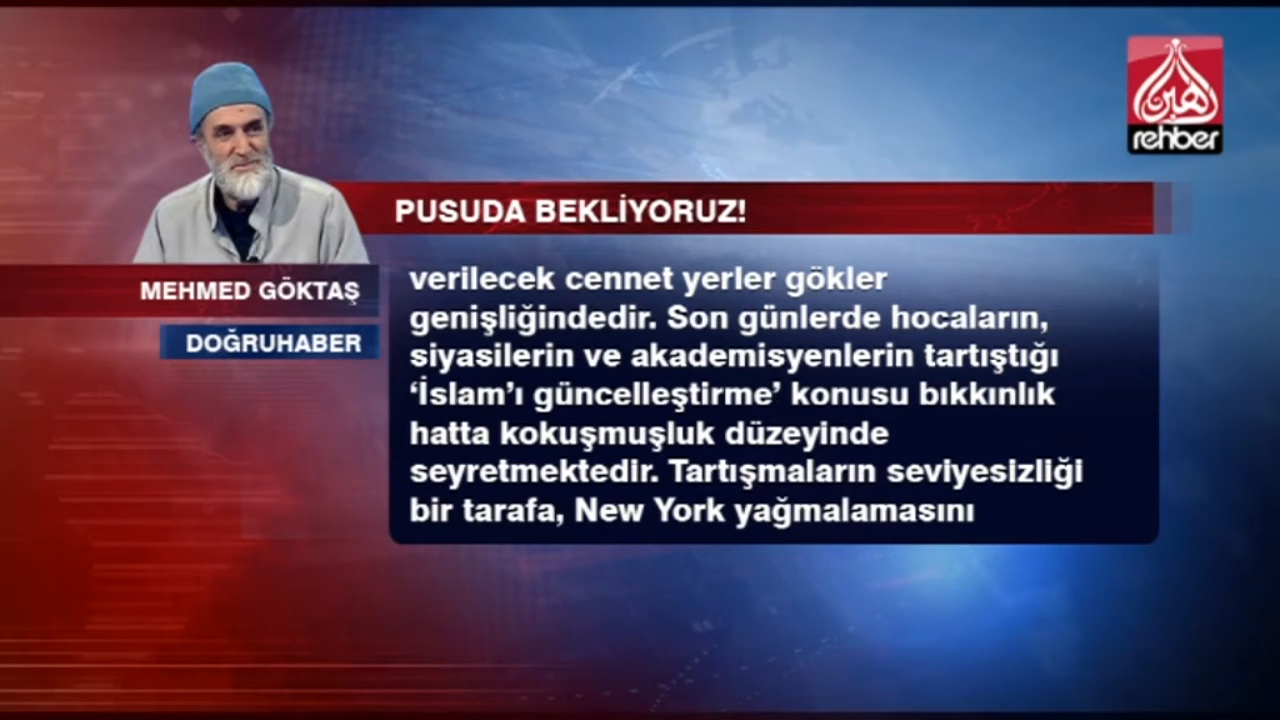 رهبر
rehber
PUSUDA BEKLİYORUZ!
MEHMED GÖKTAŞ
DOĞRUHABER
verilecek cennet yerler gökler
genişliğindedir. Son günlerde hocaların,
siyasilerin ve akademisyenlerin tartıştığı
‘İslam’ı güncelleştirme’ konusu bıkkınlık
hatta kokuşmuşluk düzeyinde
seyretmektedir. Tartışmaların seviyesizliği
bir tarafa, New York yağmalamasını